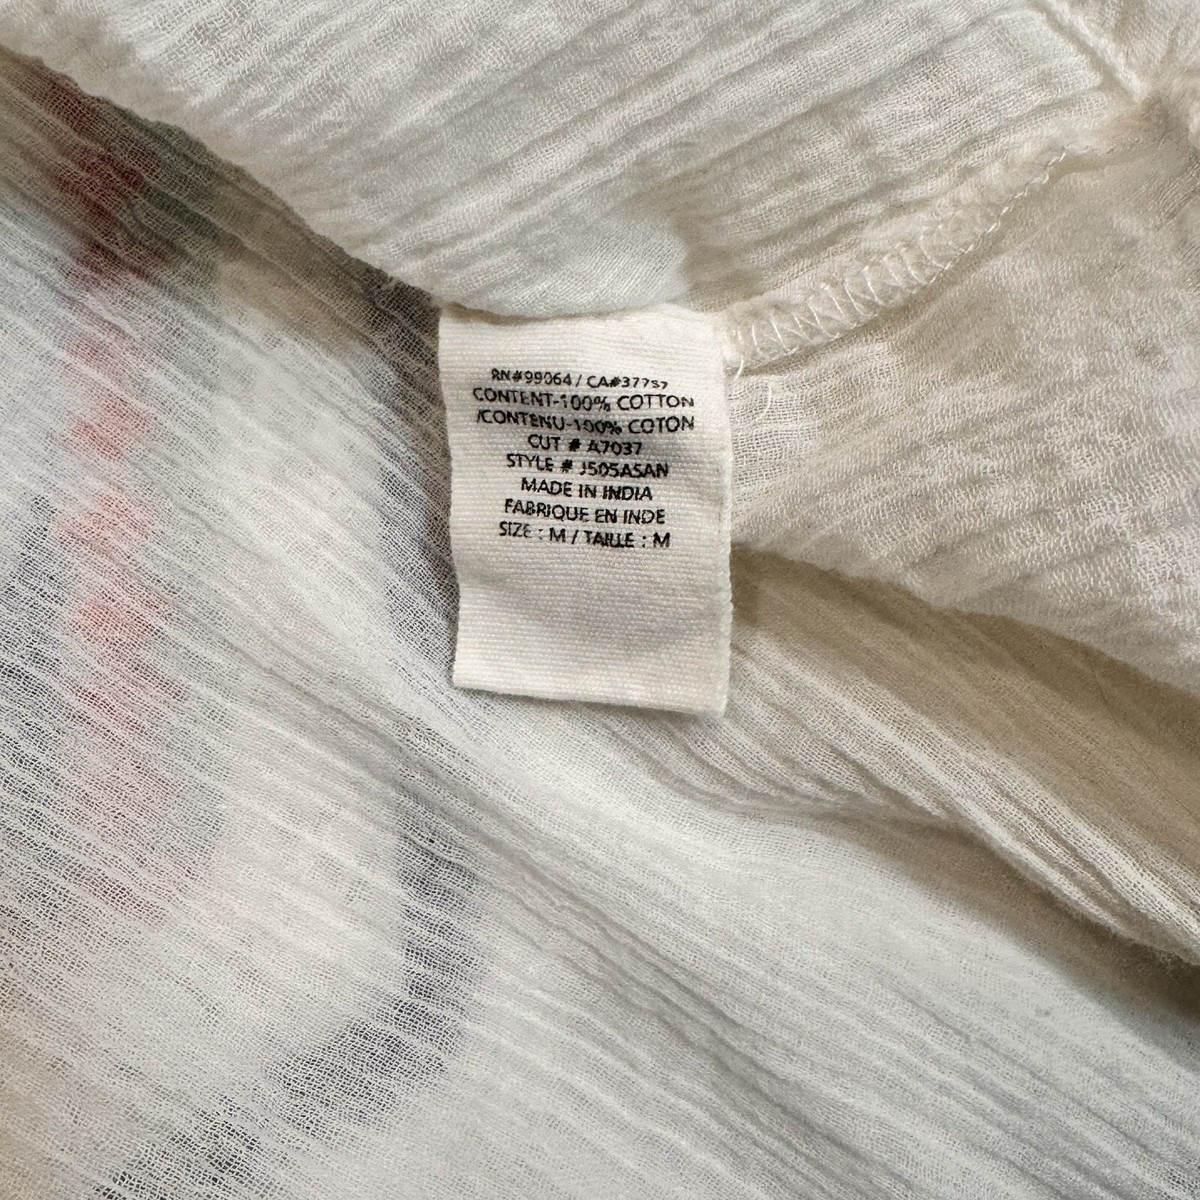 RN#99064 / CA#37757
CONTENT-100% COTTON
/CONTENU-100% COTON
CUT # A7037
STYLE # J505ASAN
MADE IN INDIA
FABRIQUE EN INDE
SIZE : M / TAILLE : M